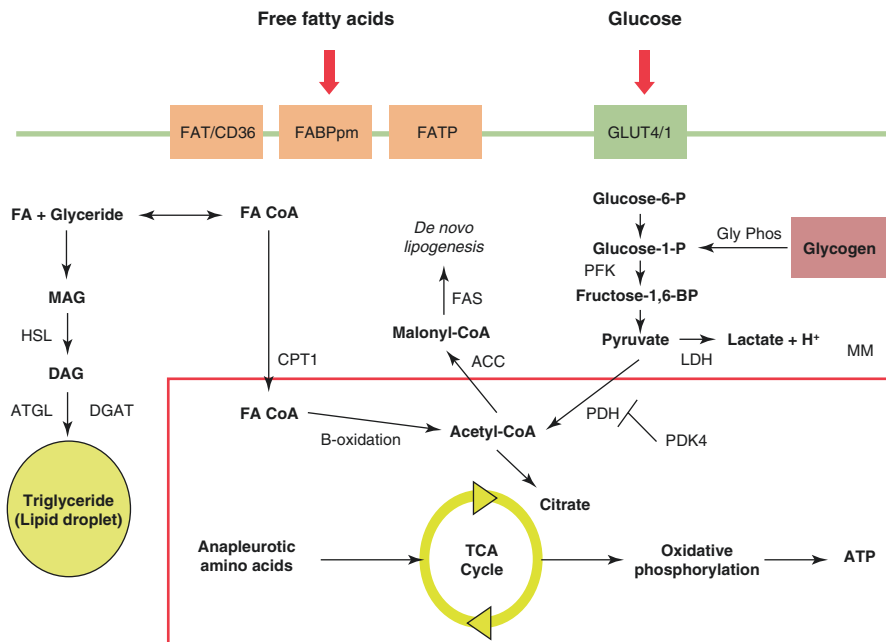 Free fatty acids
Glucose
FAT/CD36
FABPpm
FATP
GLUT4/1
FA + Glyceride
FA CoA
De novo
lipogenesis
Glucose-6-P
Gly Phos
Glycogen
Glucose-1-P
PFK
MAG
FAS
Fructose-1,6-BP
HSL
Malonyl-CoA
Pyruvate
Lactate + H⁺
LDH
MM
DAG
CPT1
ACC
ATGL
DGAT
FA CoA
B-oxidation
Acetyl-CoA
PDH
PDK4
Triglyceride
(Lipid droplet)
Citrate
Anapleurotic
amino acids
TCA
Cycle
Oxidative
phosphorylation
ATP